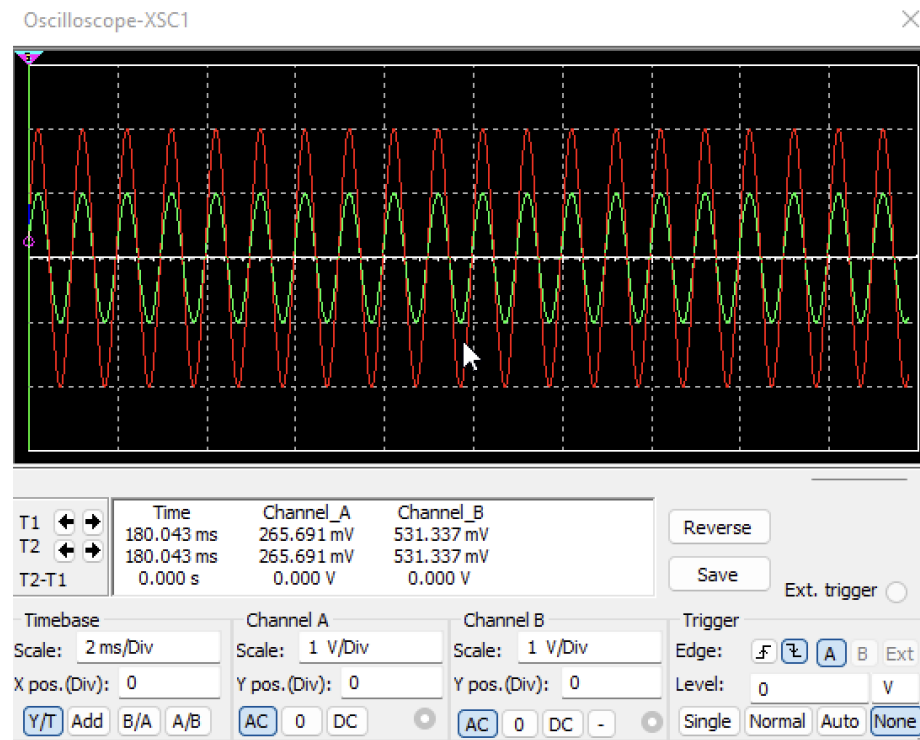 Oscilloscope-XSC1
Time Channel_A Channel_B
T1 180.043 ms 265.691 mV 531.337 mV
T2 180.043 ms 265.691 mV 531.337 mV
T2-T1 0.000 s 0.000 V 0.000 V
Reverse
Save
Ext. trigger
Timebase Channel A Channel B Trigger
Scale: 2 ms/Div Scale: 1 V/Div Scale: 1 V/Div Edge: A B Ext
X pos.(Div): 0 Y pos.(Div): 0 Y pos.(Div): 0 Level: 0 V
Y/T Add B/A A/B AC 0 DC AC 0 DC - Single Normal Auto None